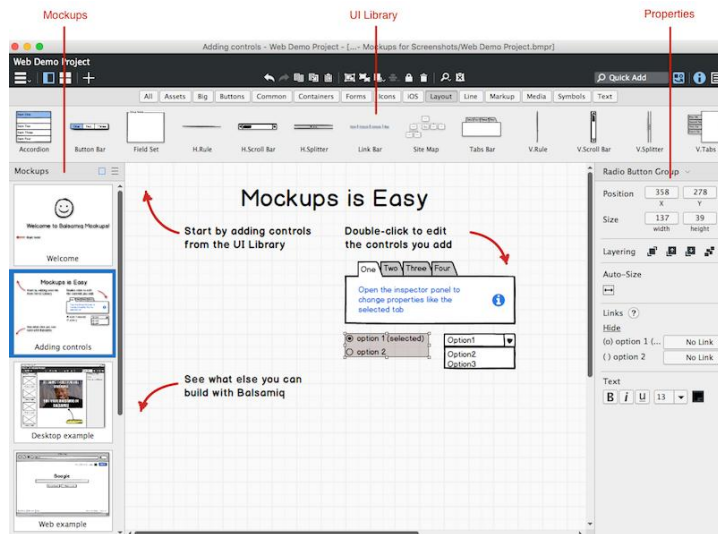 Mockups
UI Library
Properties
Adding controls - Web Demo Project - [...- Mockups for Screenshots/Web Demo Project.bmpr]
Web Demo Project
Quick Add
All Assets Big Buttons Common Containers Forms Icons iOS Layout Line Markup Media Symbols Text
Accordion Button Bar Field Set H.Rule H.Scroll Bar H.Splitter Link Bar Site Map Tabs Bar V.Rule V.Scroll Bar V.Splitter V.Tabs
Mockups
Welcome to Balsamiq Mockups!
Welcome
Mockups is Easy
Adding controls
Desktop example
Google
Web example
Mockups is Easy
Start by adding controls
from the UI Library
Double-click to edit
the controls you add
One Two Three Four
Open the inspector panel to
change properties like the
selected tab
option 1 (selected)
option 2
Option1
Option2
Option3
See what else you can
build with Balsamiq
Radio Button Group
Position 358 278
X Y
Size 137 39
width height
Layering
Auto-Size
Links ?
Hide
(o) option 1 (... No Link
( ) option 2 No Link
Text
B i U 13